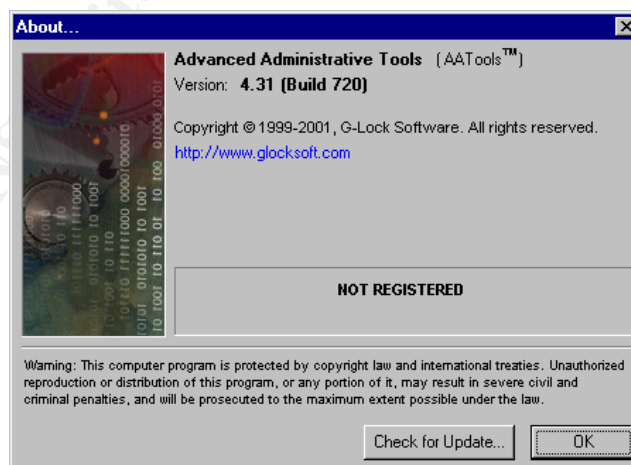 About...
Advanced Administrative Tools (AATools™)
Version: 4.31 (Build 720)
Copyright © 1999-2001, G-Lock Software. All rights reserved.
http://www.glocksoft.com
NOT REGISTERED
Warning: This computer program is protected by copyright law and international treaties. Unauthorized
reproduction or distribution of this program, or any portion of it, may result in severe civil and
criminal penalties, and will be prosecuted to the maximum extent possible under the law.
Check for Update...
OK